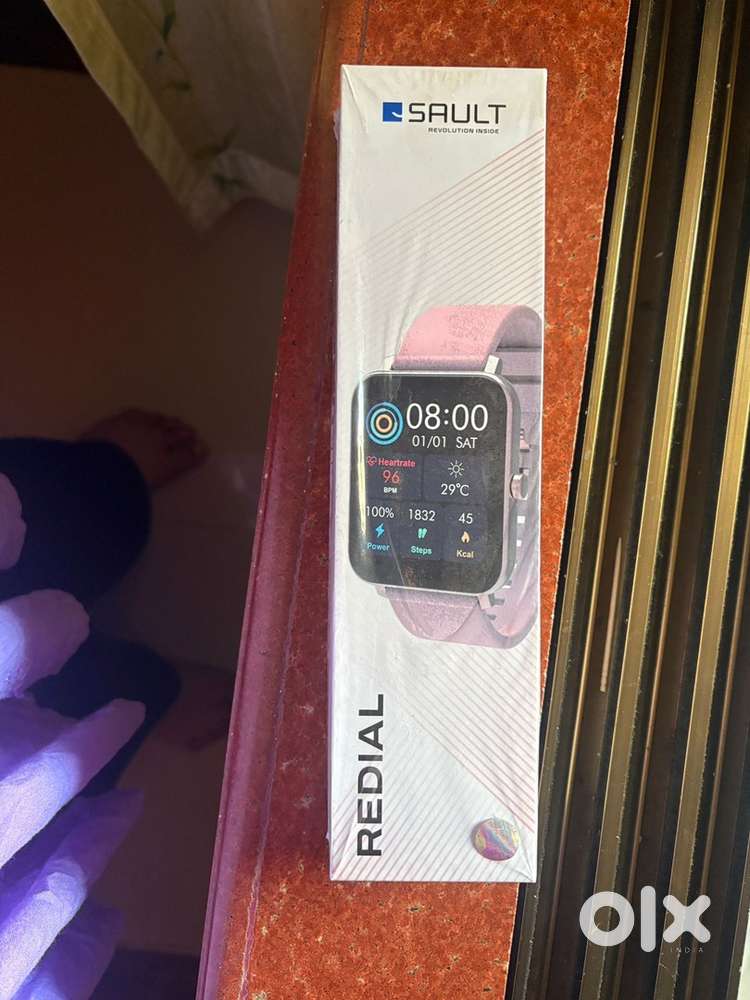 SAULT
REVOLUTION INSIDE
08:00
01/01 SAT
Heartrate
96
BPM
29°C
100% 1832 45
Power Steps Kcal
REDIAL
olx
INDIA